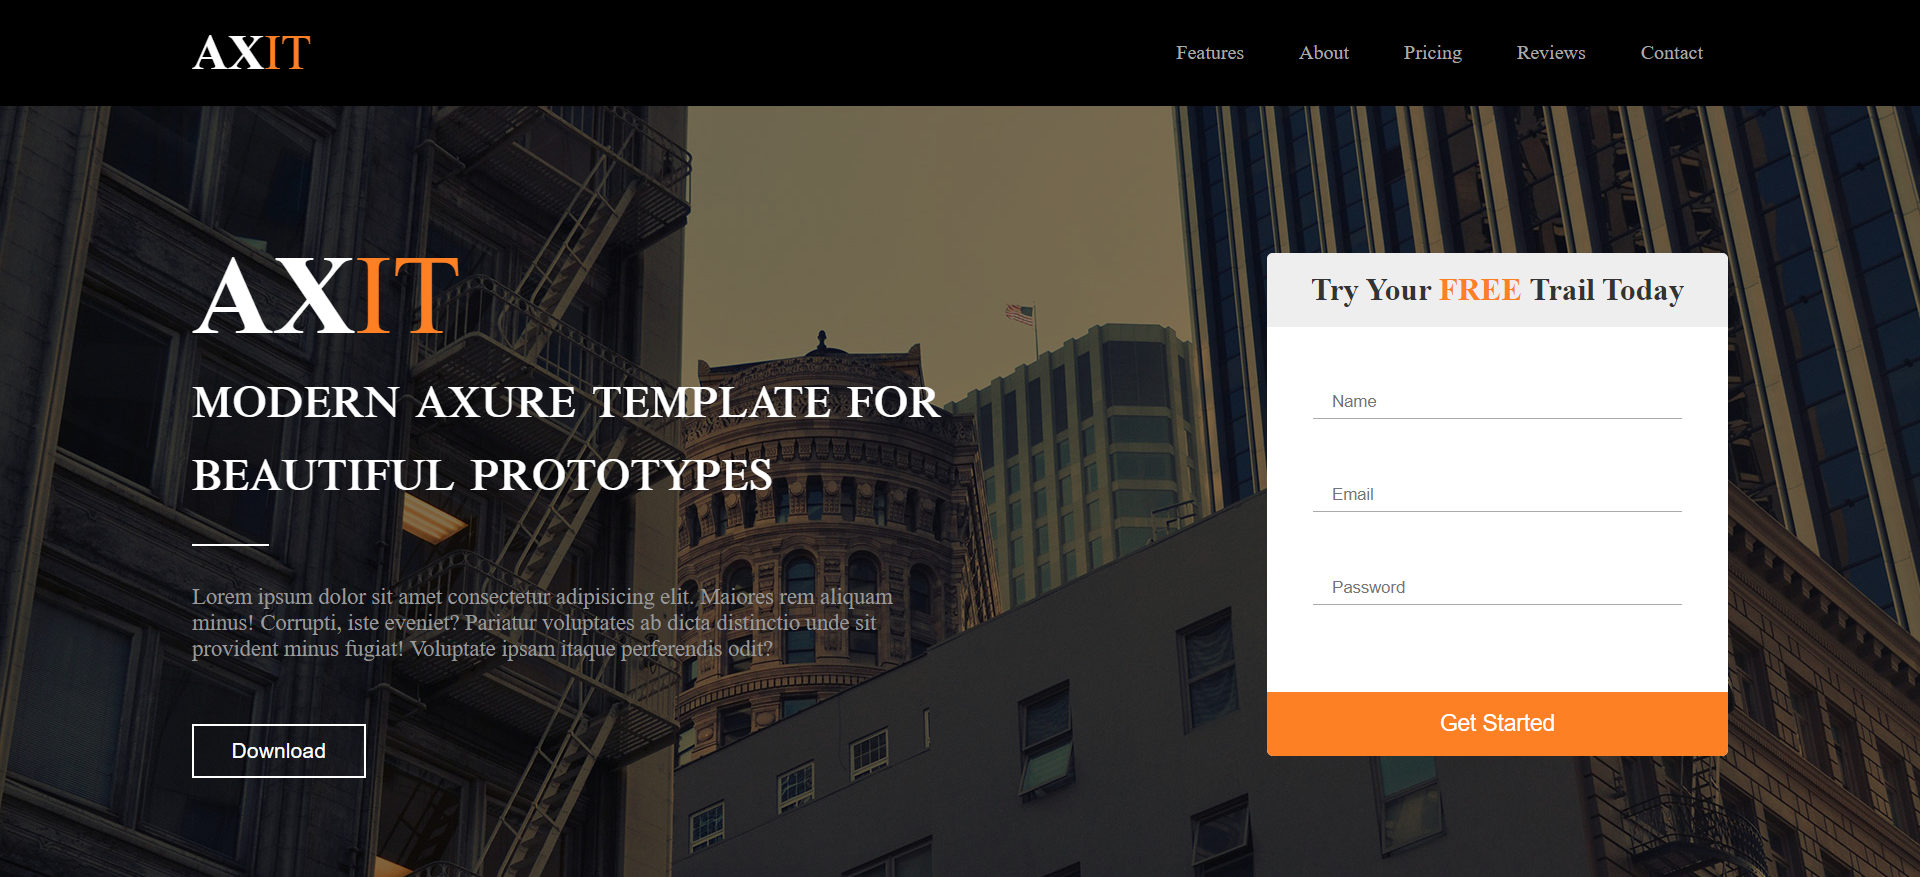 AXIT
Features About Pricing Reviews Contact
AXIT
MODERN AXURE TEMPLATE FOR
BEAUTIFUL PROTOTYPES
Lorem ipsum dolor sit amet consectetur adipisicing elit. Maiores rem aliquam
minus! Corrupti, iste eveniet? Pariatur voluptates ab dicta distinctio unde sit
provident minus fugiat! Voluptate ipsam itaque perferendis odit?
Download
Try Your FREE Trail Today
Name
Email
Password
Get Started